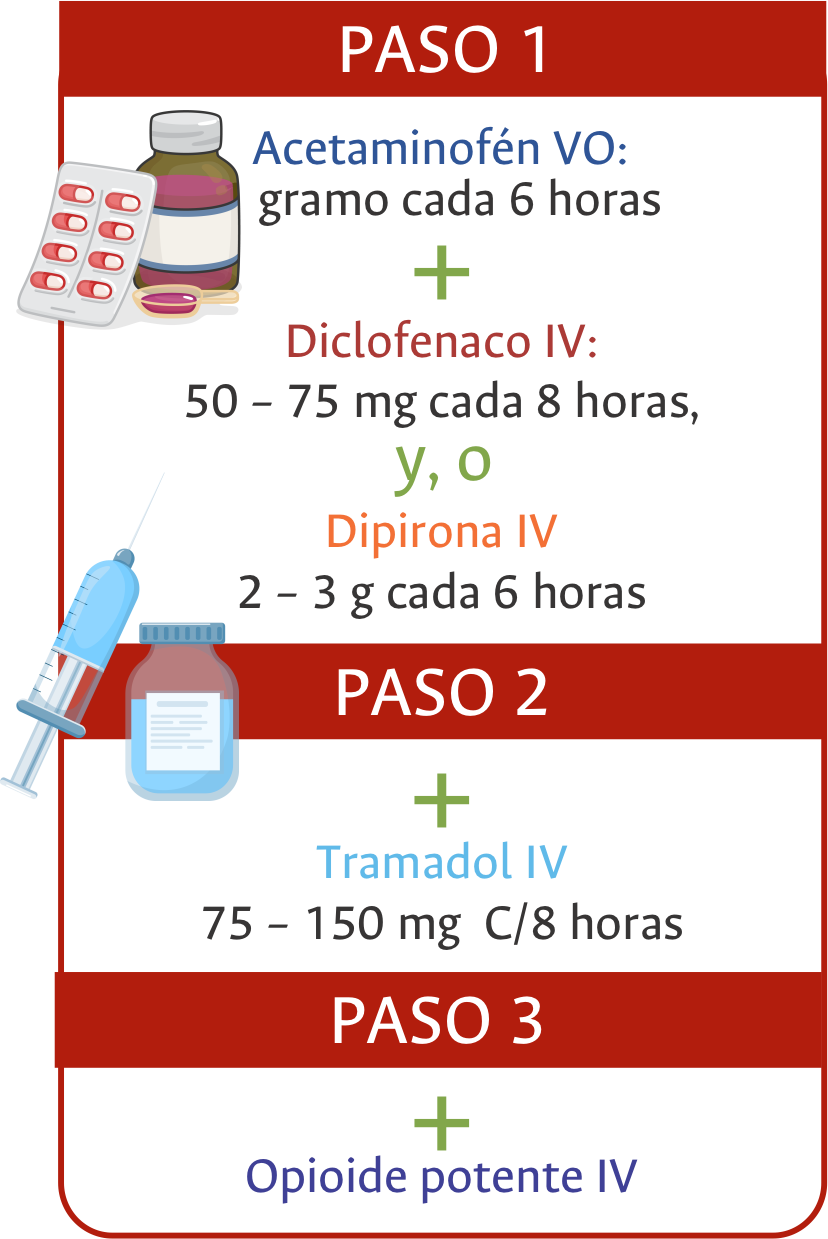 PASO 1
Acetaminofén VO:
gramo cada 6 horas
+
Diclofenaco IV:
50 – 75 mg cada 8 horas,
y, o
Dipirona IV
2 – 3 g cada 6 horas
PASO 2
+
Tramadol IV
75 – 150 mg C/8 horas
PASO 3
+
Opioide potente IV